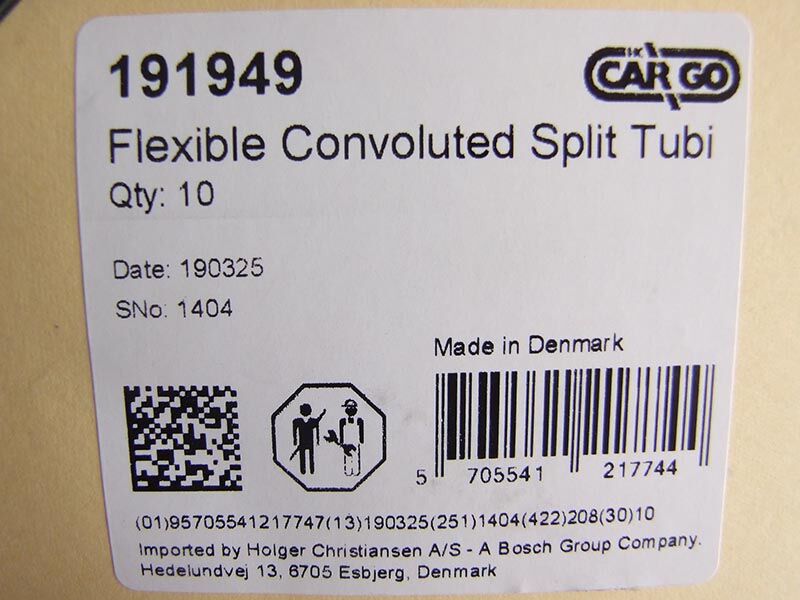 191949
HC CARGO
Flexible Convoluted Split Tubi
Qty: 10
Date: 190325
SNo: 1404
Made in Denmark
5 705541 217744
(01)95705541217747(13)190325(251)1404(422)208(30)10
Imported by Holger Christiansen A/S - A Bosch Group Company.
Hedelundvej 13, 6705 Esbjerg, Denmark